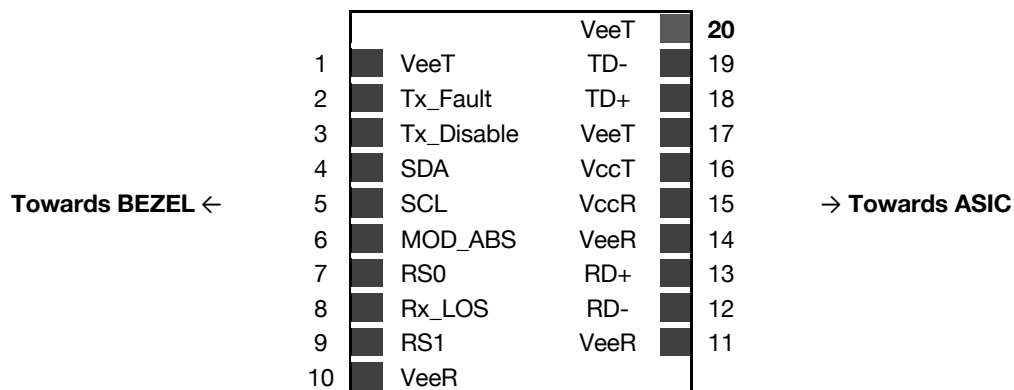 VeeT 20
1 VeeT TD- 19
2 Tx_Fault TD+ 18
3 Tx_Disable VeeT 17
4 SDA VccT 16
Towards BEZEL ← 5 SCL VccR 15 → Towards ASIC
6 MOD_ABS VeeR 14
7 RS0 RD+ 13
8 Rx_LOS RD- 12
9 RS1 VeeR 11
10 VeeR